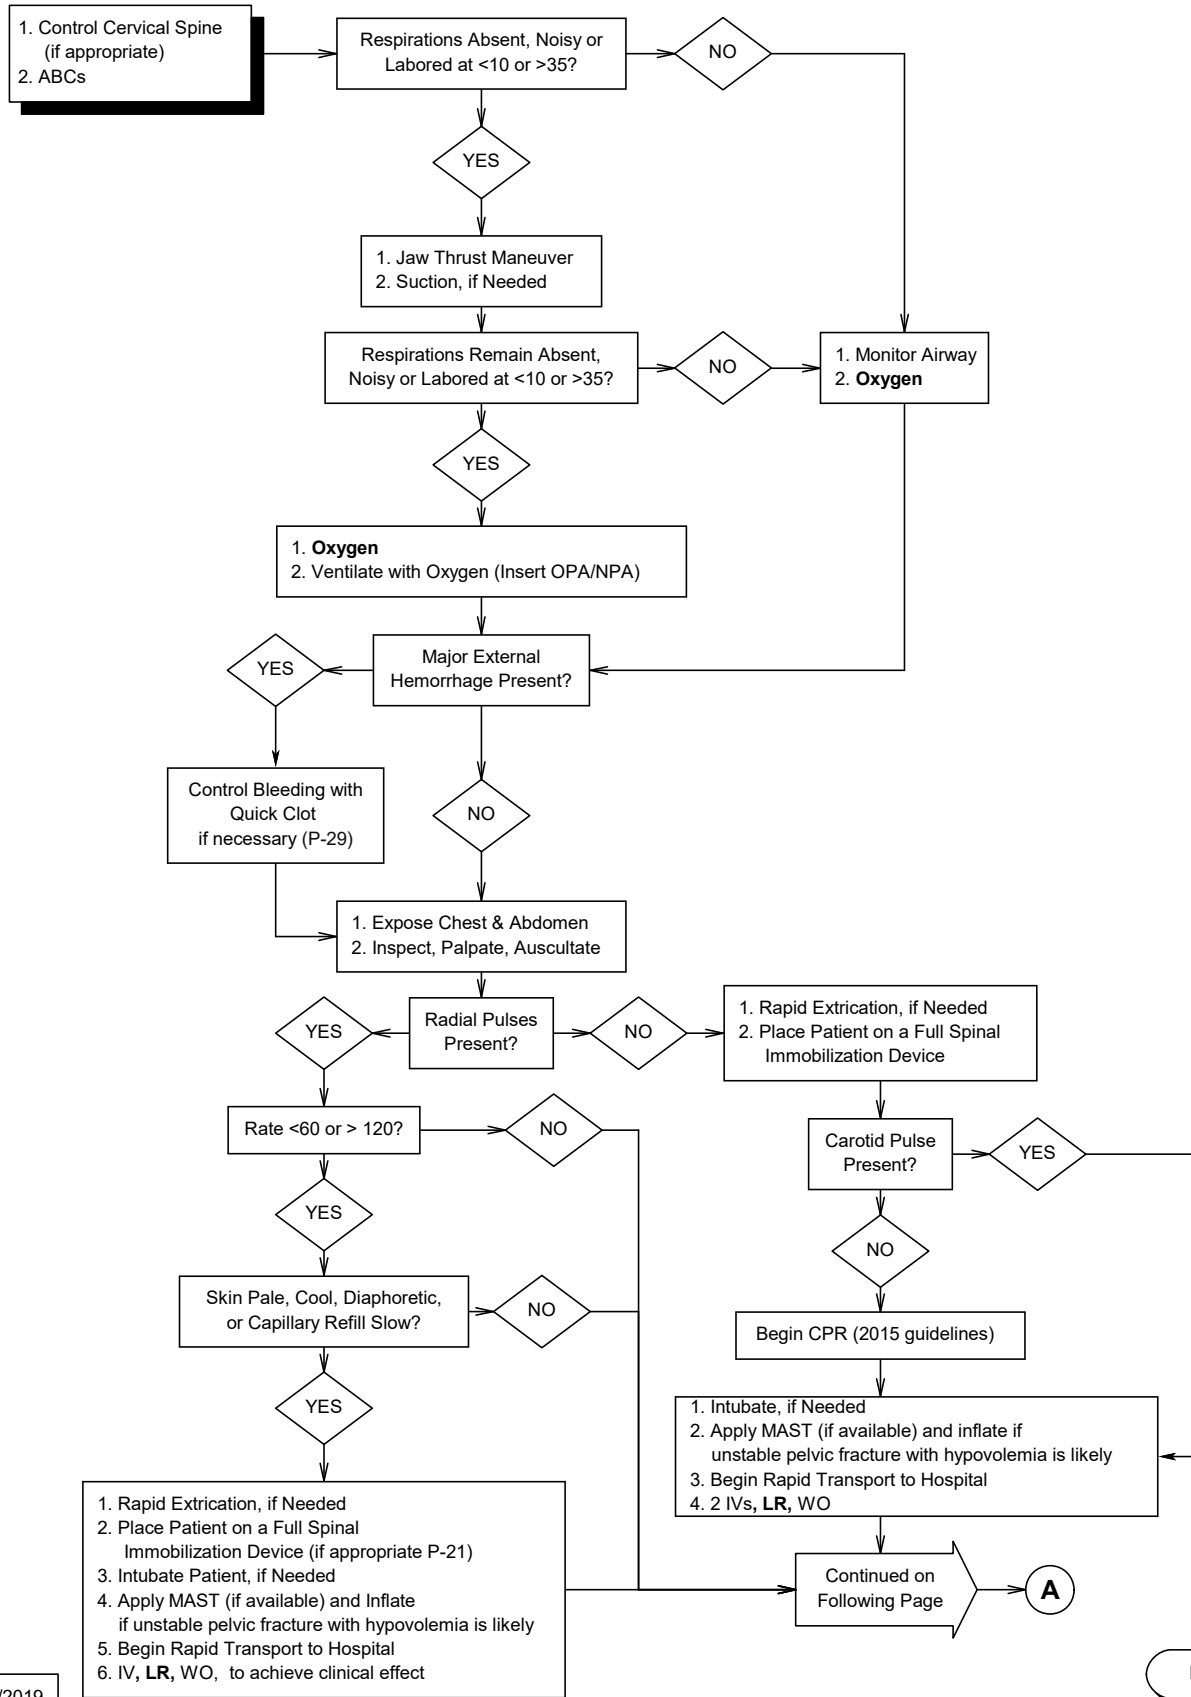 1. Control Cervical Spine
(if appropriate)
2. ABCs
Respirations Absent, Noisy or
Labored at <10 or >35?
NO
YES
1. Jaw Thrust Maneuver
2. Suction, if Needed
Respirations Remain Absent,
Noisy or Labored at <10 or >35?
NO
1. Monitor Airway
2. Oxygen
YES
1. Oxygen
2. Ventilate with Oxygen (Insert OPA/NPA)
Major External
Hemorrhage Present?
YES
Control Bleeding with
Quick Clot
if necessary (P-29)
NO
1. Expose Chest & Abdomen
2. Inspect, Palpate, Auscultate
Radial Pulses
Present?
YES
NO
1. Rapid Extrication, if Needed
2. Place Patient on a Full Spinal
Immobilization Device
Rate <60 or > 120?
NO
Carotid Pulse
Present?
YES
YES
NO
Skin Pale, Cool, Diaphoretic,
or Capillary Refill Slow?
NO
Begin CPR (2015 guidelines)
YES
1. Intubate, if Needed
2. Apply MAST (if available) and inflate if
unstable pelvic fracture with hypovolemia is likely
3. Begin Rapid Transport to Hospital
4. 2 IVs, LR, WO
1. Rapid Extrication, if Needed
2. Place Patient on a Full Spinal
Immobilization Device (if appropriate P-21)
3. Intubate Patient, if Needed
4. Apply MAST (if available) and Inflate
if unstable pelvic fracture with hypovolemia is likely
5. Begin Rapid Transport to Hospital
6. IV, LR, WO, to achieve clinical effect
Continued on
Following Page
A
/2019